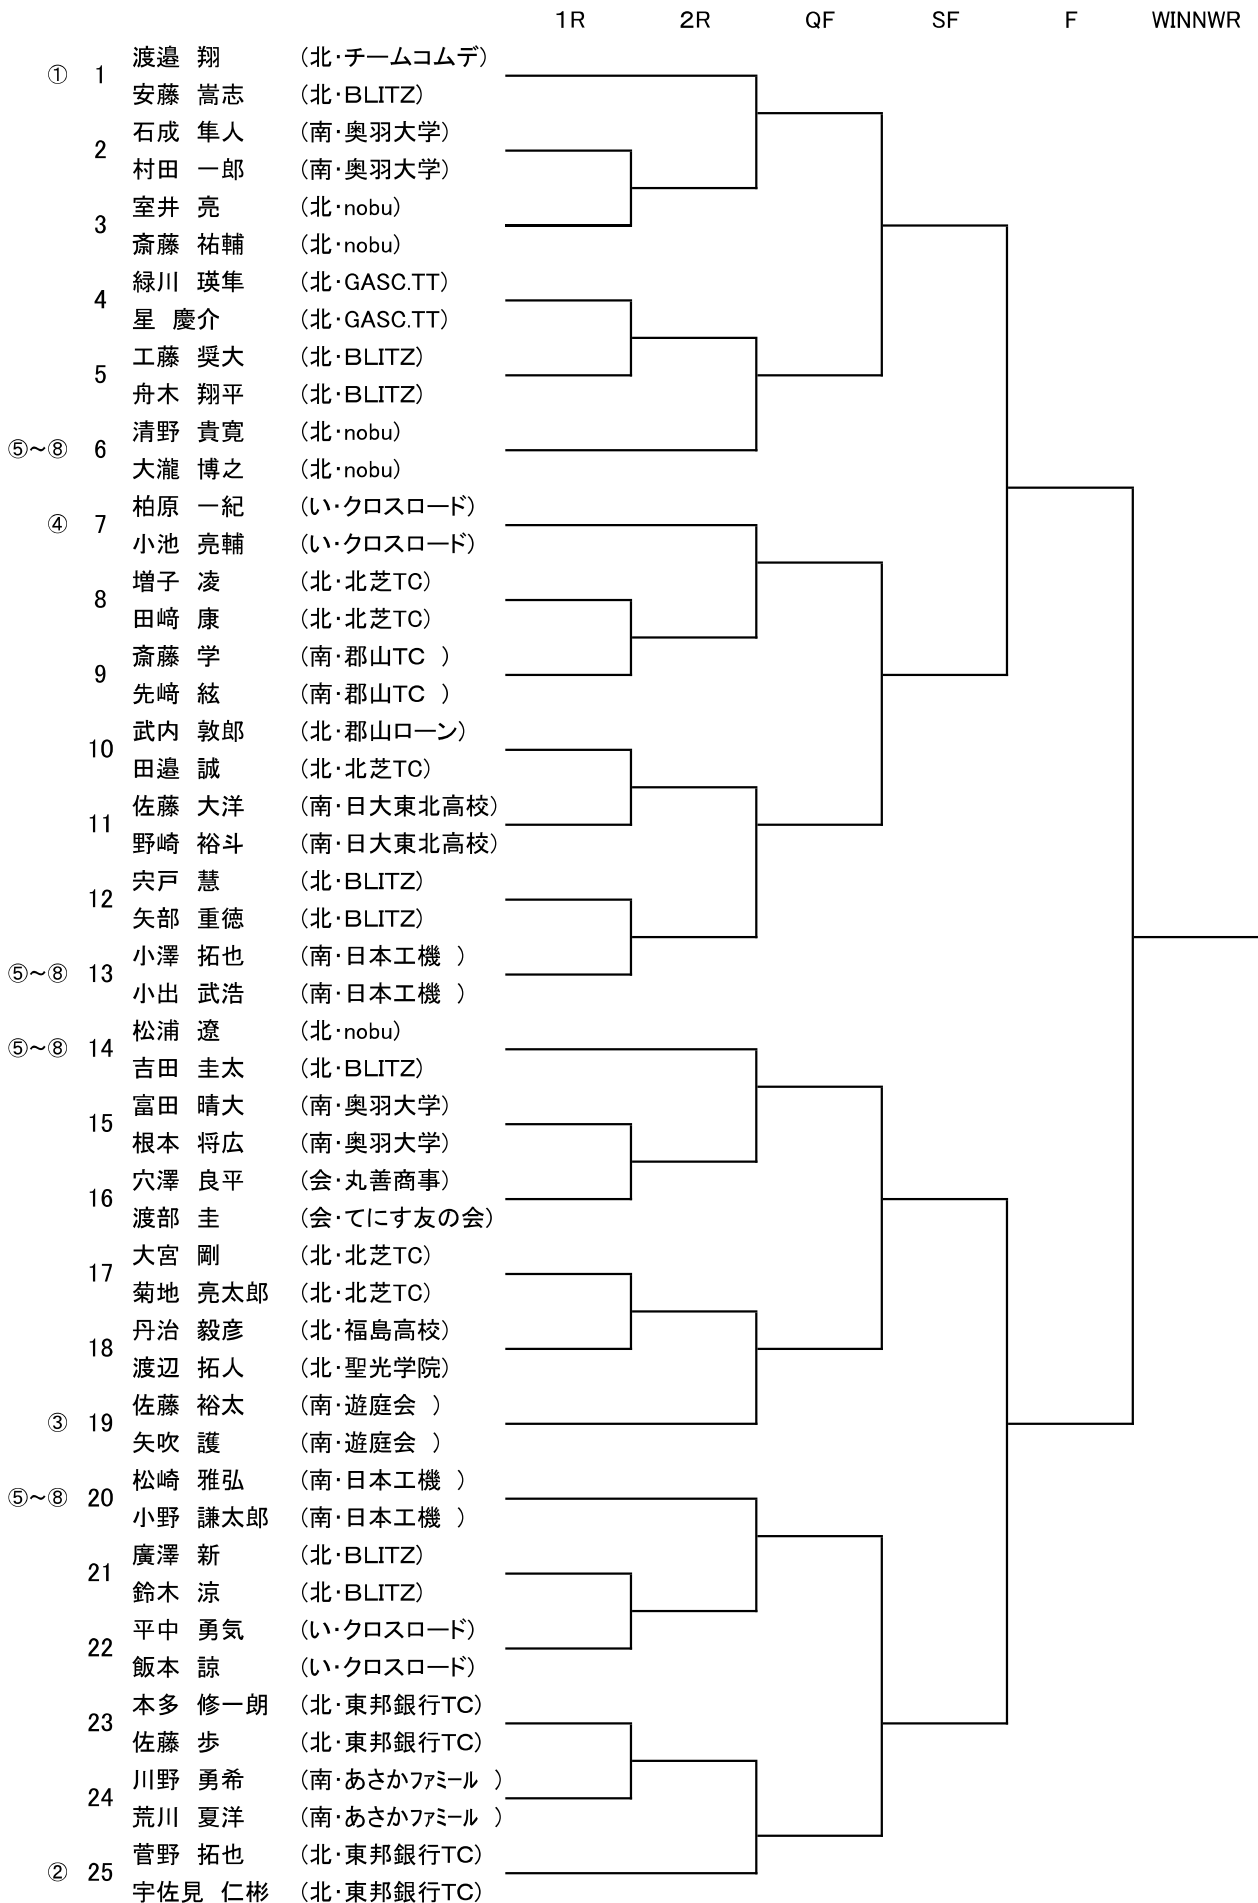 1R 2R QF SF F WINNWR
渡邉 翔 (北・チームコムデ)
① 1
安藤 嵩志 (北・BLITZ)
石成 隼人 (南・奥羽大学)
2
村田 一郎 (南・奥羽大学)
室井 亮 (北・nobu)
3
斎藤 祐輔 (北・nobu)
緑川 瑛隼 (北・GASC.TT)
4
星 慶介 (北・GASC.TT)
工藤 奨大 (北・BLITZ)
5
舟木 翔平 (北・BLITZ)
清野 貴寛 (北・nobu)
⑤～⑧ 6
大瀧 博之 (北・nobu)
柏原 一紀 (い・クロスロード)
④ 7
小池 亮輔 (い・クロスロード)
増子 凌 (北・北芝TC)
8
田﨑 康 (北・北芝TC)
斎藤 学 (南・郡山TC )
9
先﨑 絃 (南・郡山TC )
武内 敦郎 (北・郡山ローン)
10
田邉 誠 (北・北芝TC)
佐藤 大洋 (南・日大東北高校)
11
野崎 裕斗 (南・日大東北高校)
宍戸 慧 (北・BLITZ)
12
矢部 重徳 (北・BLITZ)
小澤 拓也 (南・日本工機 )
⑤～⑧ 13
小出 武浩 (南・日本工機 )
松浦 遼 (北・nobu)
⑤～⑧ 14
吉田 圭太 (北・BLITZ)
富田 晴大 (南・奥羽大学)
15
根本 将広 (南・奥羽大学)
穴澤 良平 (会・丸善商事)
16
渡部 圭 (会・てにす友の会)
大宮 剛 (北・北芝TC)
17
菊地 亮太郎 (北・北芝TC)
丹治 毅彦 (北・福島高校)
18
渡辺 拓人 (北・聖光学院)
佐藤 裕太 (南・遊庭会 )
③ 19
矢吹 護 (南・遊庭会 )
松崎 雅弘 (南・日本工機 )
⑤～⑧ 20
小野 謙太郎 (南・日本工機 )
廣澤 新 (北・BLITZ)
21
鈴木 涼 (北・BLITZ)
平中 勇気 (い・クロスロード)
22
飯本 諒 (い・クロスロード)
本多 修一朗 (北・東邦銀行TC)
23
佐藤 歩 (北・東邦銀行TC)
川野 勇希 (南・あさかﾌｧﾐｰﾙ )
24
荒川 夏洋 (南・あさかﾌｧﾐｰﾙ )
菅野 拓也 (北・東邦銀行TC)
② 25
宇佐見 仁彬 (北・東邦銀行TC)